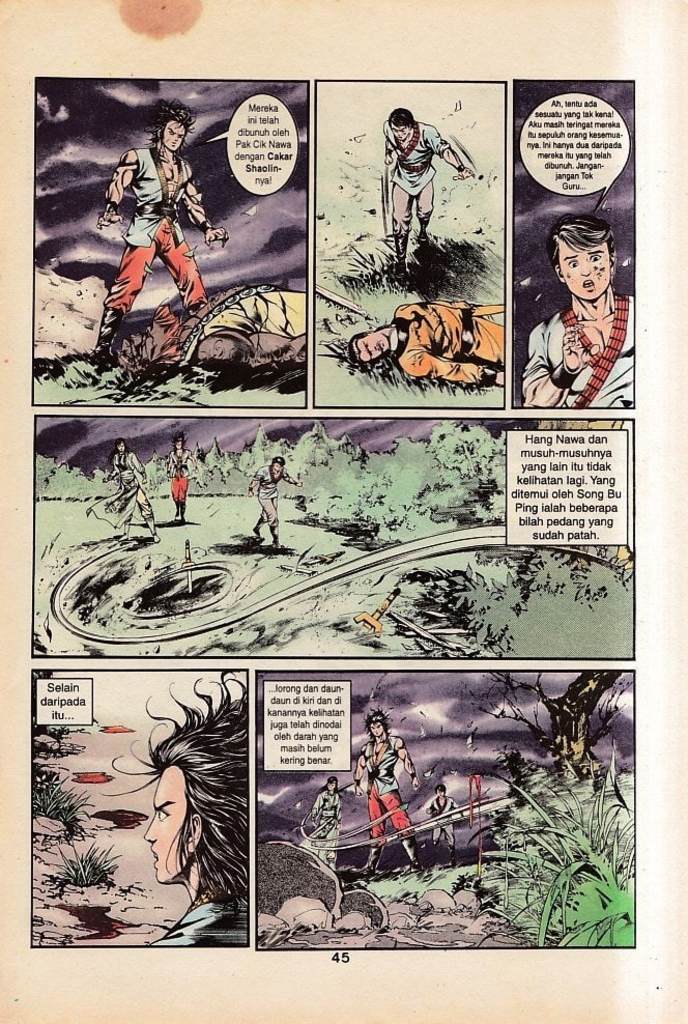 Mereka
ini telah
dibunuh oleh
Pak Cik Nawa
dengan Cakar
Shaolin-
nya!
Ah, tentu ada
sesuatu yang tak kena!
Aku masih teringat mereka
itu sepuluh orang kesemua-
nya. Ini hanya dua daripada
mereka itu yang telah
dibunuh. Jangan-
jangan Tok
Guru...
Hang Nawa dan
musuh-musuhnya
yang lain itu tidak
kelihatan lagi. Yang
ditemui oleh Song Bu
Ping ialah beberapa
bilah pedang yang
sudah patah.
Selain
daripada
itu...
...lorong dan daun-
daun di kiri dan di
kanannya kelihatan
juga telah dinodai
oleh darah yang
masih belum
kering benar.
45